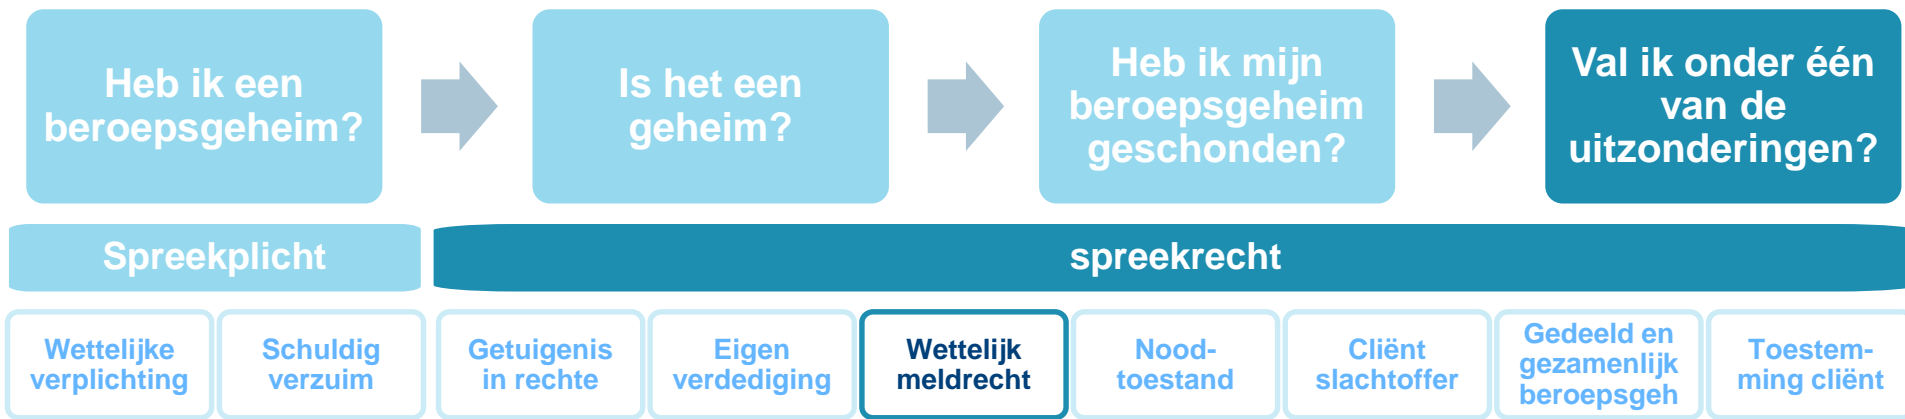 Heb ik een
beroepsgeheim?
Is het een
geheim?
Heb ik mijn
beroepsgeheim
geschonden?
Val ik onder één
van de
uitzonderingen?
Spreekplicht
spreekrecht
Wettelijke
verplichting
Schuldig
verzuim
Getuigenis
in rechte
Eigen
verdediging
Wettelijk
meldrecht
Nood-
toestand
Cliënt
slachtoffer
Gedeeld en
gezamenlijk
beroepsgeh
Toestem-
ming cliënt